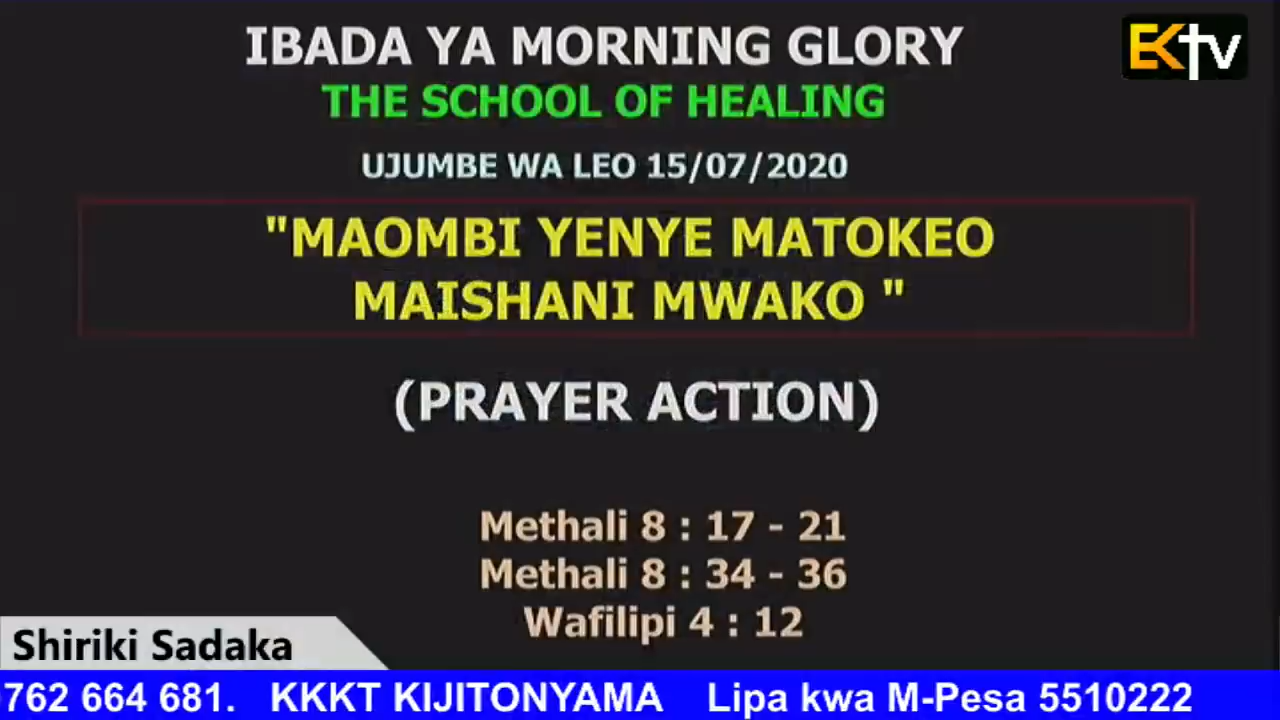 IBADA YA MORNING GLORY
EKTV
THE SCHOOL OF HEALING
UJUMBE WA LEO 15/07/2020
"MAOMBI YENYE MATOKEO
MAISHANI MWAKO "
(PRAYER ACTION)
Methali 8 : 17 - 21
Methali 8 : 34 - 36
Wafilipi 4 : 12
Shiriki Sadaka
762 664 681. KKKT KIJITONYAMA Lipa kwa M-Pesa 5510222